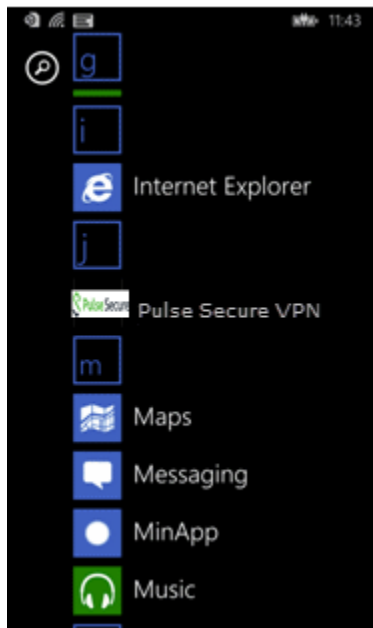 11:43
g
i
Internet Explorer
j
Pulse Secure Pulse Secure VPN
m
Maps
Messaging
MinApp
Music